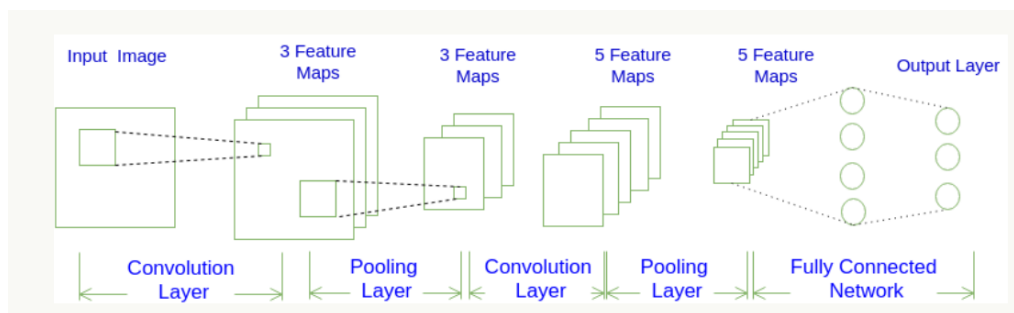 Input Image
3 Feature
Maps
3 Feature
Maps
5 Feature
Maps
5 Feature
Maps
Output Layer
Convolution
Layer
Pooling
Layer
Convolution
Layer
Pooling
Layer
Fully Connected
Network